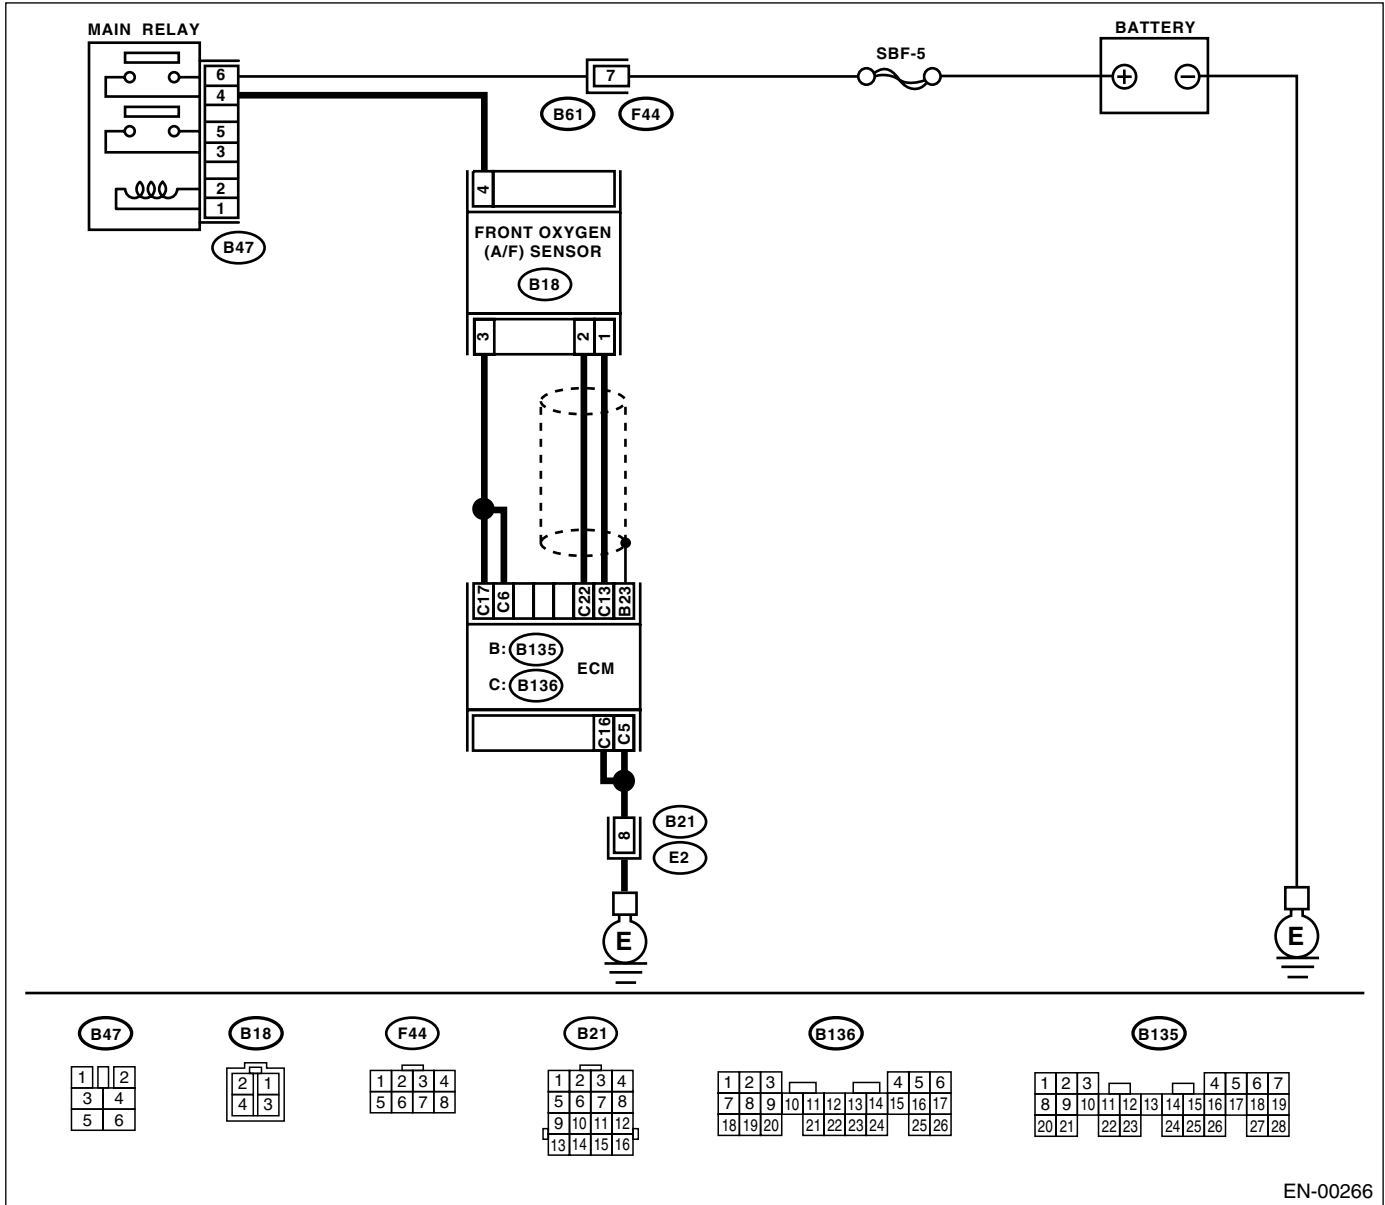 MAIN RELAY
BATTERY
SBF-5
6
4
5
3
2
1
B47
7
B61
F44
+
−
4
FRONT OXYGEN
(A/F) SENSOR
B18
3
2
1
C17
C6
C22
C13
B23
B: B135
ECM
C: B136
C16
C5
8
B21
E2
E
E
B47
B18
F44
B21
B136
B135
1 2
3 4
5 6
2 1
4 3
1 2 3 4
5 6 7 8
1 2 3 4
5 6 7 8
9 10 11 12
13 14 15 16
1 2 3 4 5 6
7 8 9 10 11 12 13 14 15 16 17
18 19 20 21 22 23 24 25 26
1 2 3 4 5 6 7
8 9 10 11 12 13 14 15 16 17 18 19
20 21 22 23 24 25 26 27 28
EN-00266